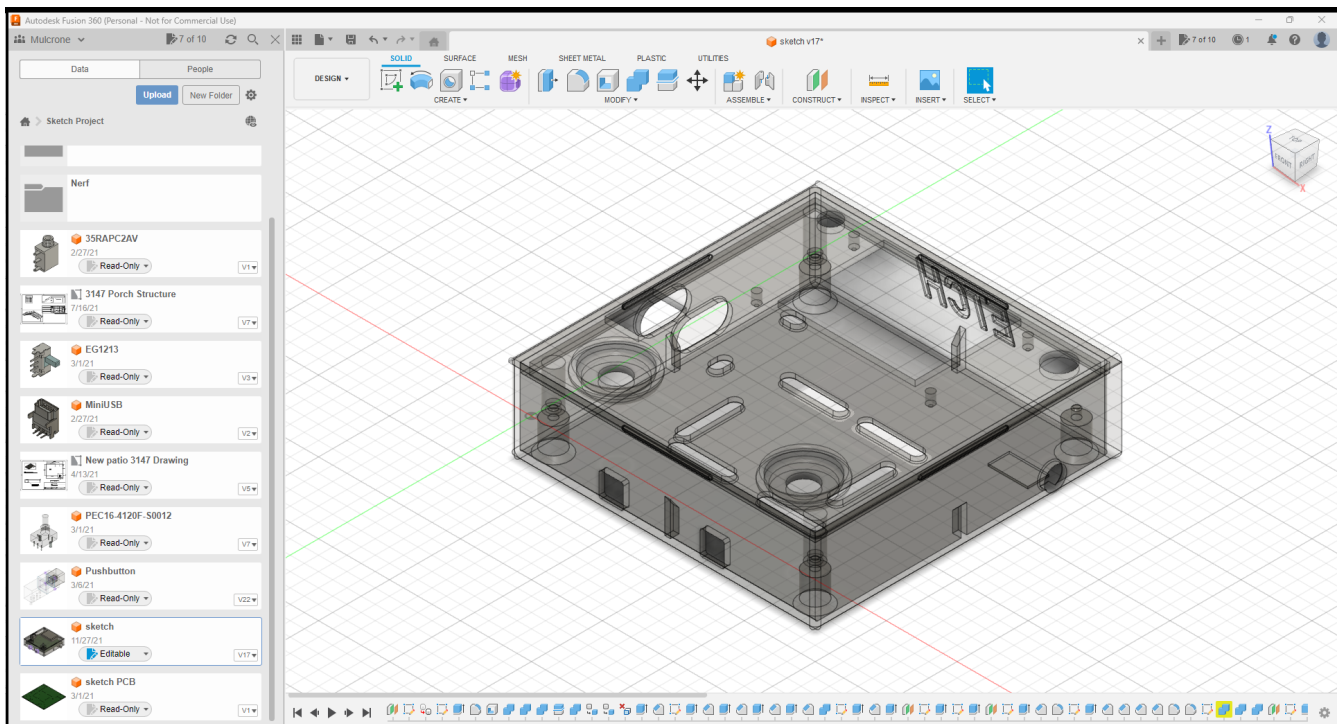 Autodesk Fusion 360 (Personal - Not for Commercial Use)
Mulcrone
7 of 10
sketch v17*
7 of 10
1
Data
People
Upload
New Folder
Sketch Project
DESIGN
SOLID
SURFACE
MESH
SHEET METAL
PLASTIC
UTILITIES
CREATE
MODIFY
ASSEMBLE
CONSTRUCT
INSPECT
INSERT
SELECT
Nerf
35RAPC2AV
2/27/21
Read-Only
V1
3147 Porch Structure
7/16/21
Read-Only
V7
EG1213
3/1/21
Read-Only
V3
MiniUSB
2/27/21
Read-Only
V2
New patio 3147 Drawing
4/13/21
Read-Only
V5
PEC16-4120F-S0012
3/1/21
Read-Only
V7
Pushbutton
3/6/21
Read-Only
V22
sketch
11/27/21
Editable
V17
sketch PCB
3/1/21
Read-Only
V1
Z
TOP
FRONT
RIGHT
X
ETCH